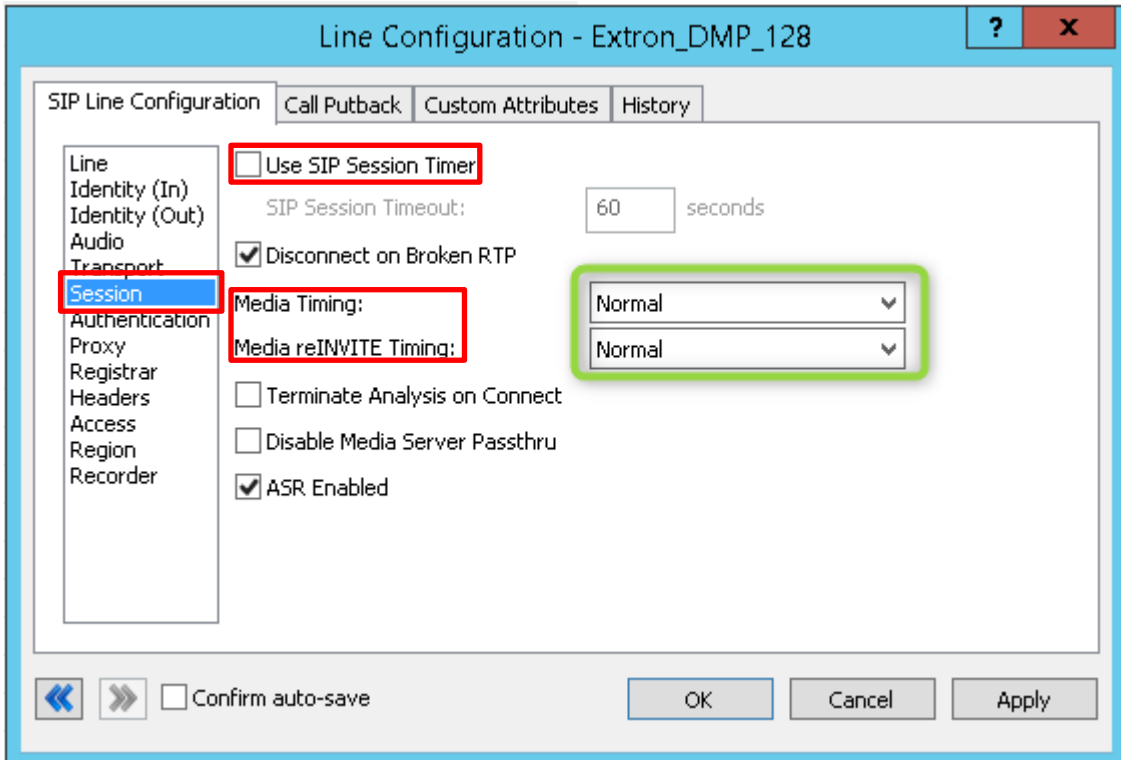 Line Configuration - Extron_DMP_128
? x
SIP Line Configuration Call Putback Custom Attributes History
Line
Identity (In)
Identity (Out)
Audio
Transport
Session
Authentication
Proxy
Registrar
Headers
Access
Region
Recorder
Use SIP Session Timer
SIP Session Timeout: 60 seconds
Disconnect on Broken RTP
Media Timing: Normal
Media reINVITE Timing: Normal
Terminate Analysis on Connect
Disable Media Server Passthru
ASR Enabled
Confirm auto-save
OK Cancel Apply